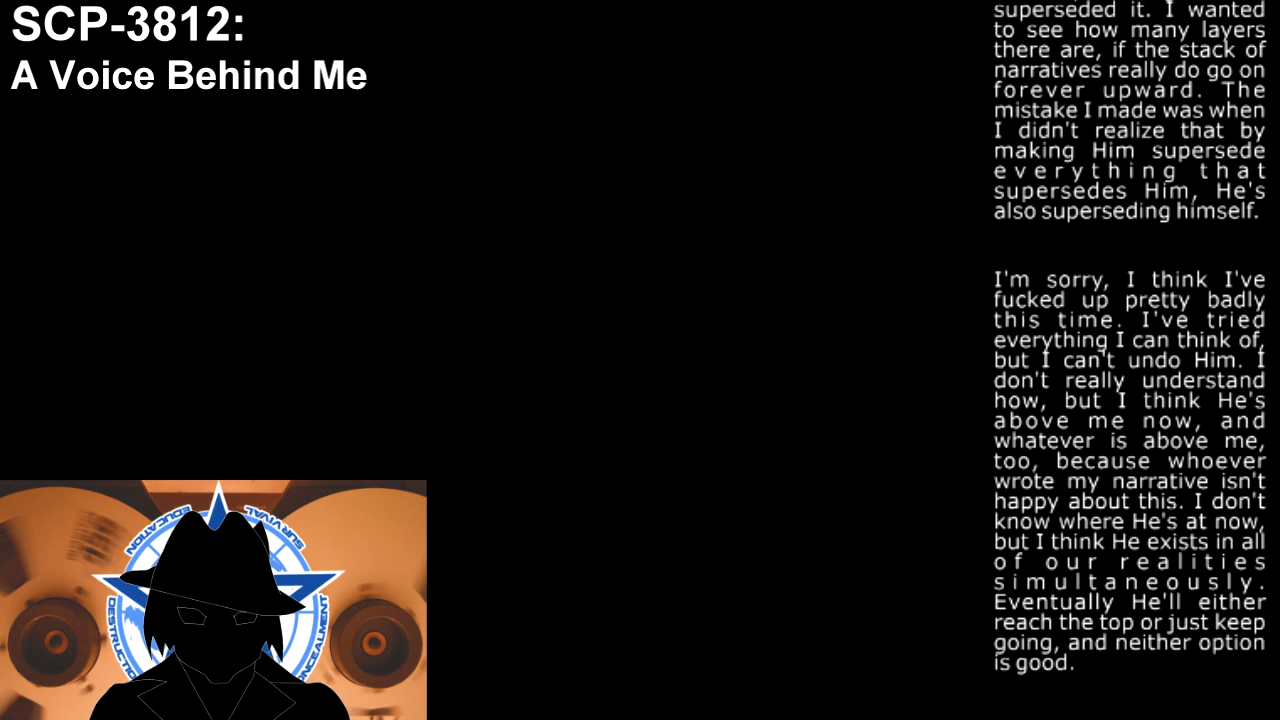 SCP-3812:
A Voice Behind Me
superseded it. I wanted
to see how many layers
there are, if the stack of
narratives really do go on
forever upward. The
mistake I made was when
I didn't realize that by
making Him supersede
everything that
supersedes Him, He's
also superseding himself.
I'm sorry, I think I've
fucked up pretty badly
this time. I've tried
everything I can think of,
but I can't undo Him. I
don't really understand
how, but I think He's
above me now, and
whatever is above me,
too, because whoever
wrote my narrative isn't
happy about this. I don't
know where He's at now,
but I think He exists in all
of our realities
simultaneously.
Eventually He'll either
reach the top or just keep
going, and neither option
is good.
EDUCATION
SURVIVAL